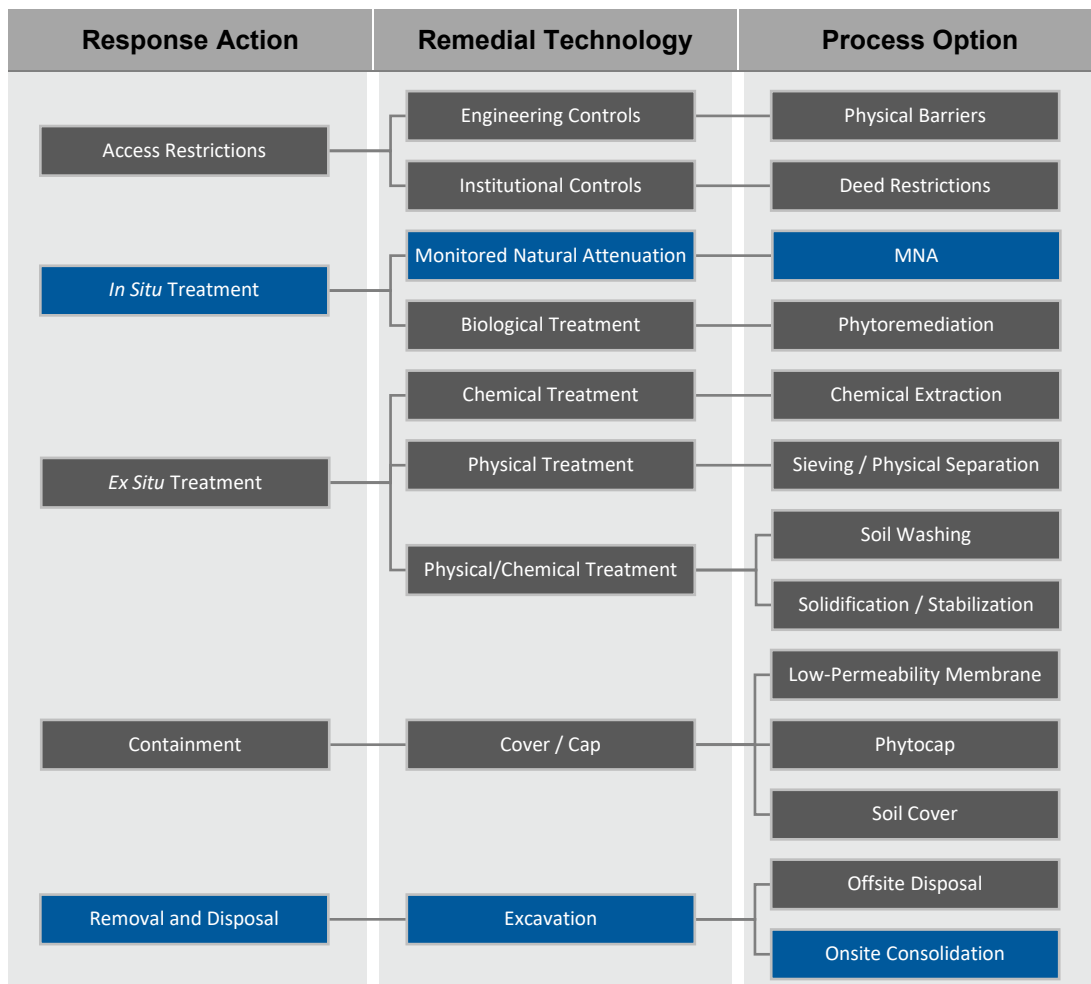 Response Action
Remedial Technology
Process Option
Access Restrictions
Engineering Controls
Physical Barriers
Institutional Controls
Deed Restrictions
In Situ Treatment
Monitored Natural Attenuation
MNA
Biological Treatment
Phytoremediation
Ex Situ Treatment
Chemical Treatment
Chemical Extraction
Physical Treatment
Sieving / Physical Separation
Physical/Chemical Treatment
Soil Washing
Solidification / Stabilization
Containment
Cover / Cap
Low-Permeability Membrane
Phytocap
Soil Cover
Removal and Disposal
Excavation
Offsite Disposal
Onsite Consolidation